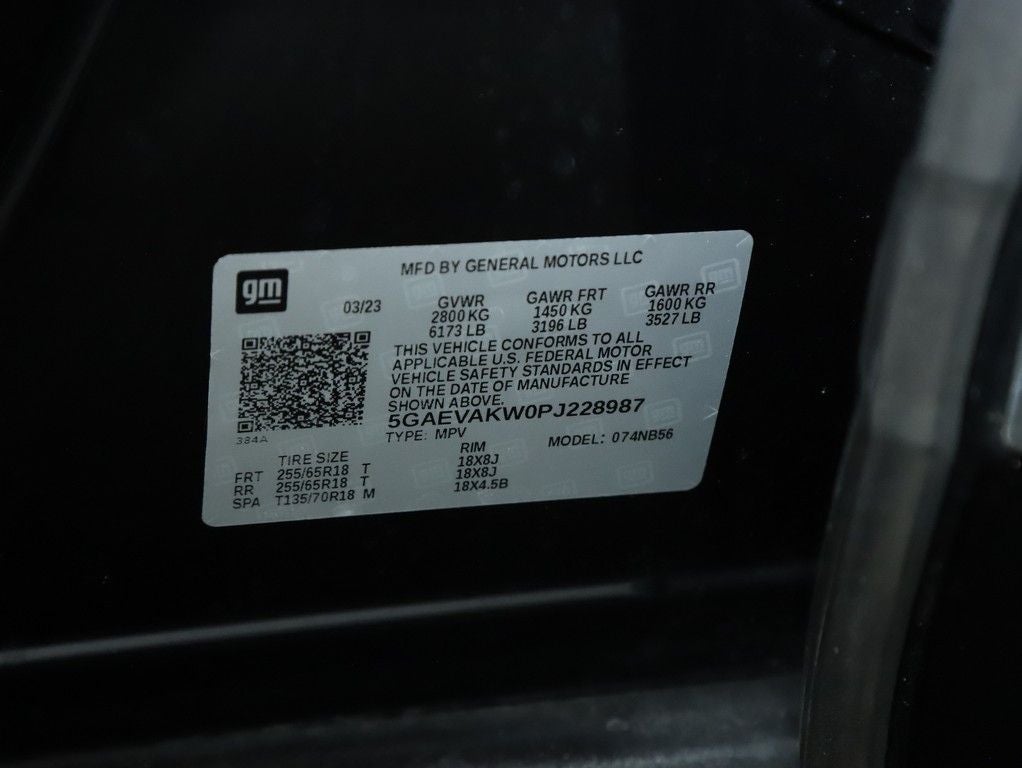 gm
MFD BY GENERAL MOTORS LLC
03/23
GVWR GAWR FRT GAWR RR
2800 KG 1450 KG 1600 KG
6173 LB 3196 LB 3527 LB
THIS VEHICLE CONFORMS TO ALL
APPLICABLE U.S. FEDERAL MOTOR
VEHICLE SAFETY STANDARDS IN EFFECT
ON THE DATE OF MANUFACTURE
SHOWN ABOVE.
5GAEVAKW0PJ228987
384A
TYPE: MPV MODEL: 074NB56
TIRE SIZE RIM
FRT 255/65R18 T 18X8J
RR 255/65R18 T 18X8J
SPA T135/70R18 M 18X4.5B